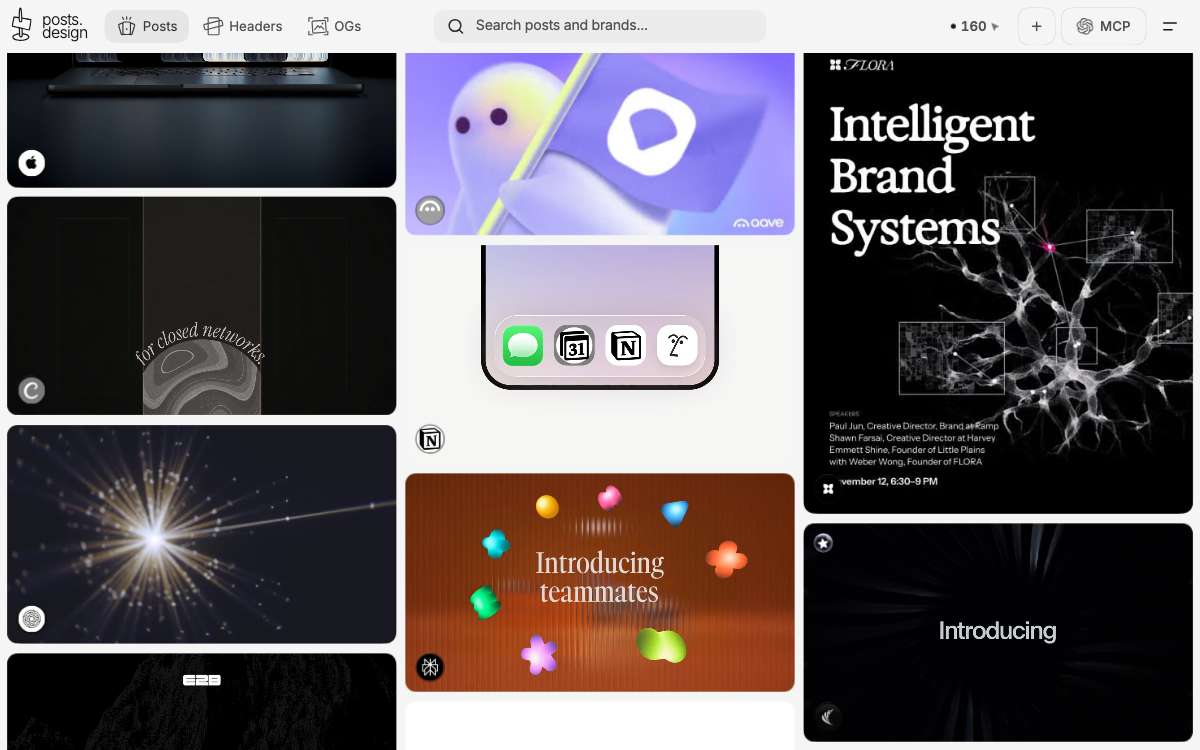 posts.
design
Posts
Headers
OGs
Search posts and brands...
160
+
MCP
for closed networks.
C
E2B
aave
31
N
N
Introducing
teammates
FLORA
Intelligent
Brand
Systems
SPEAKERS
Paul Jun, Creative Director, Brand at Ramp
Shawn Farsai, Creative Director at Harvey
Emmett Shine, Founder of Little Plains
with Weber Wong, Founder of FLORA
vember 12, 6:30–9 PM
Introducing